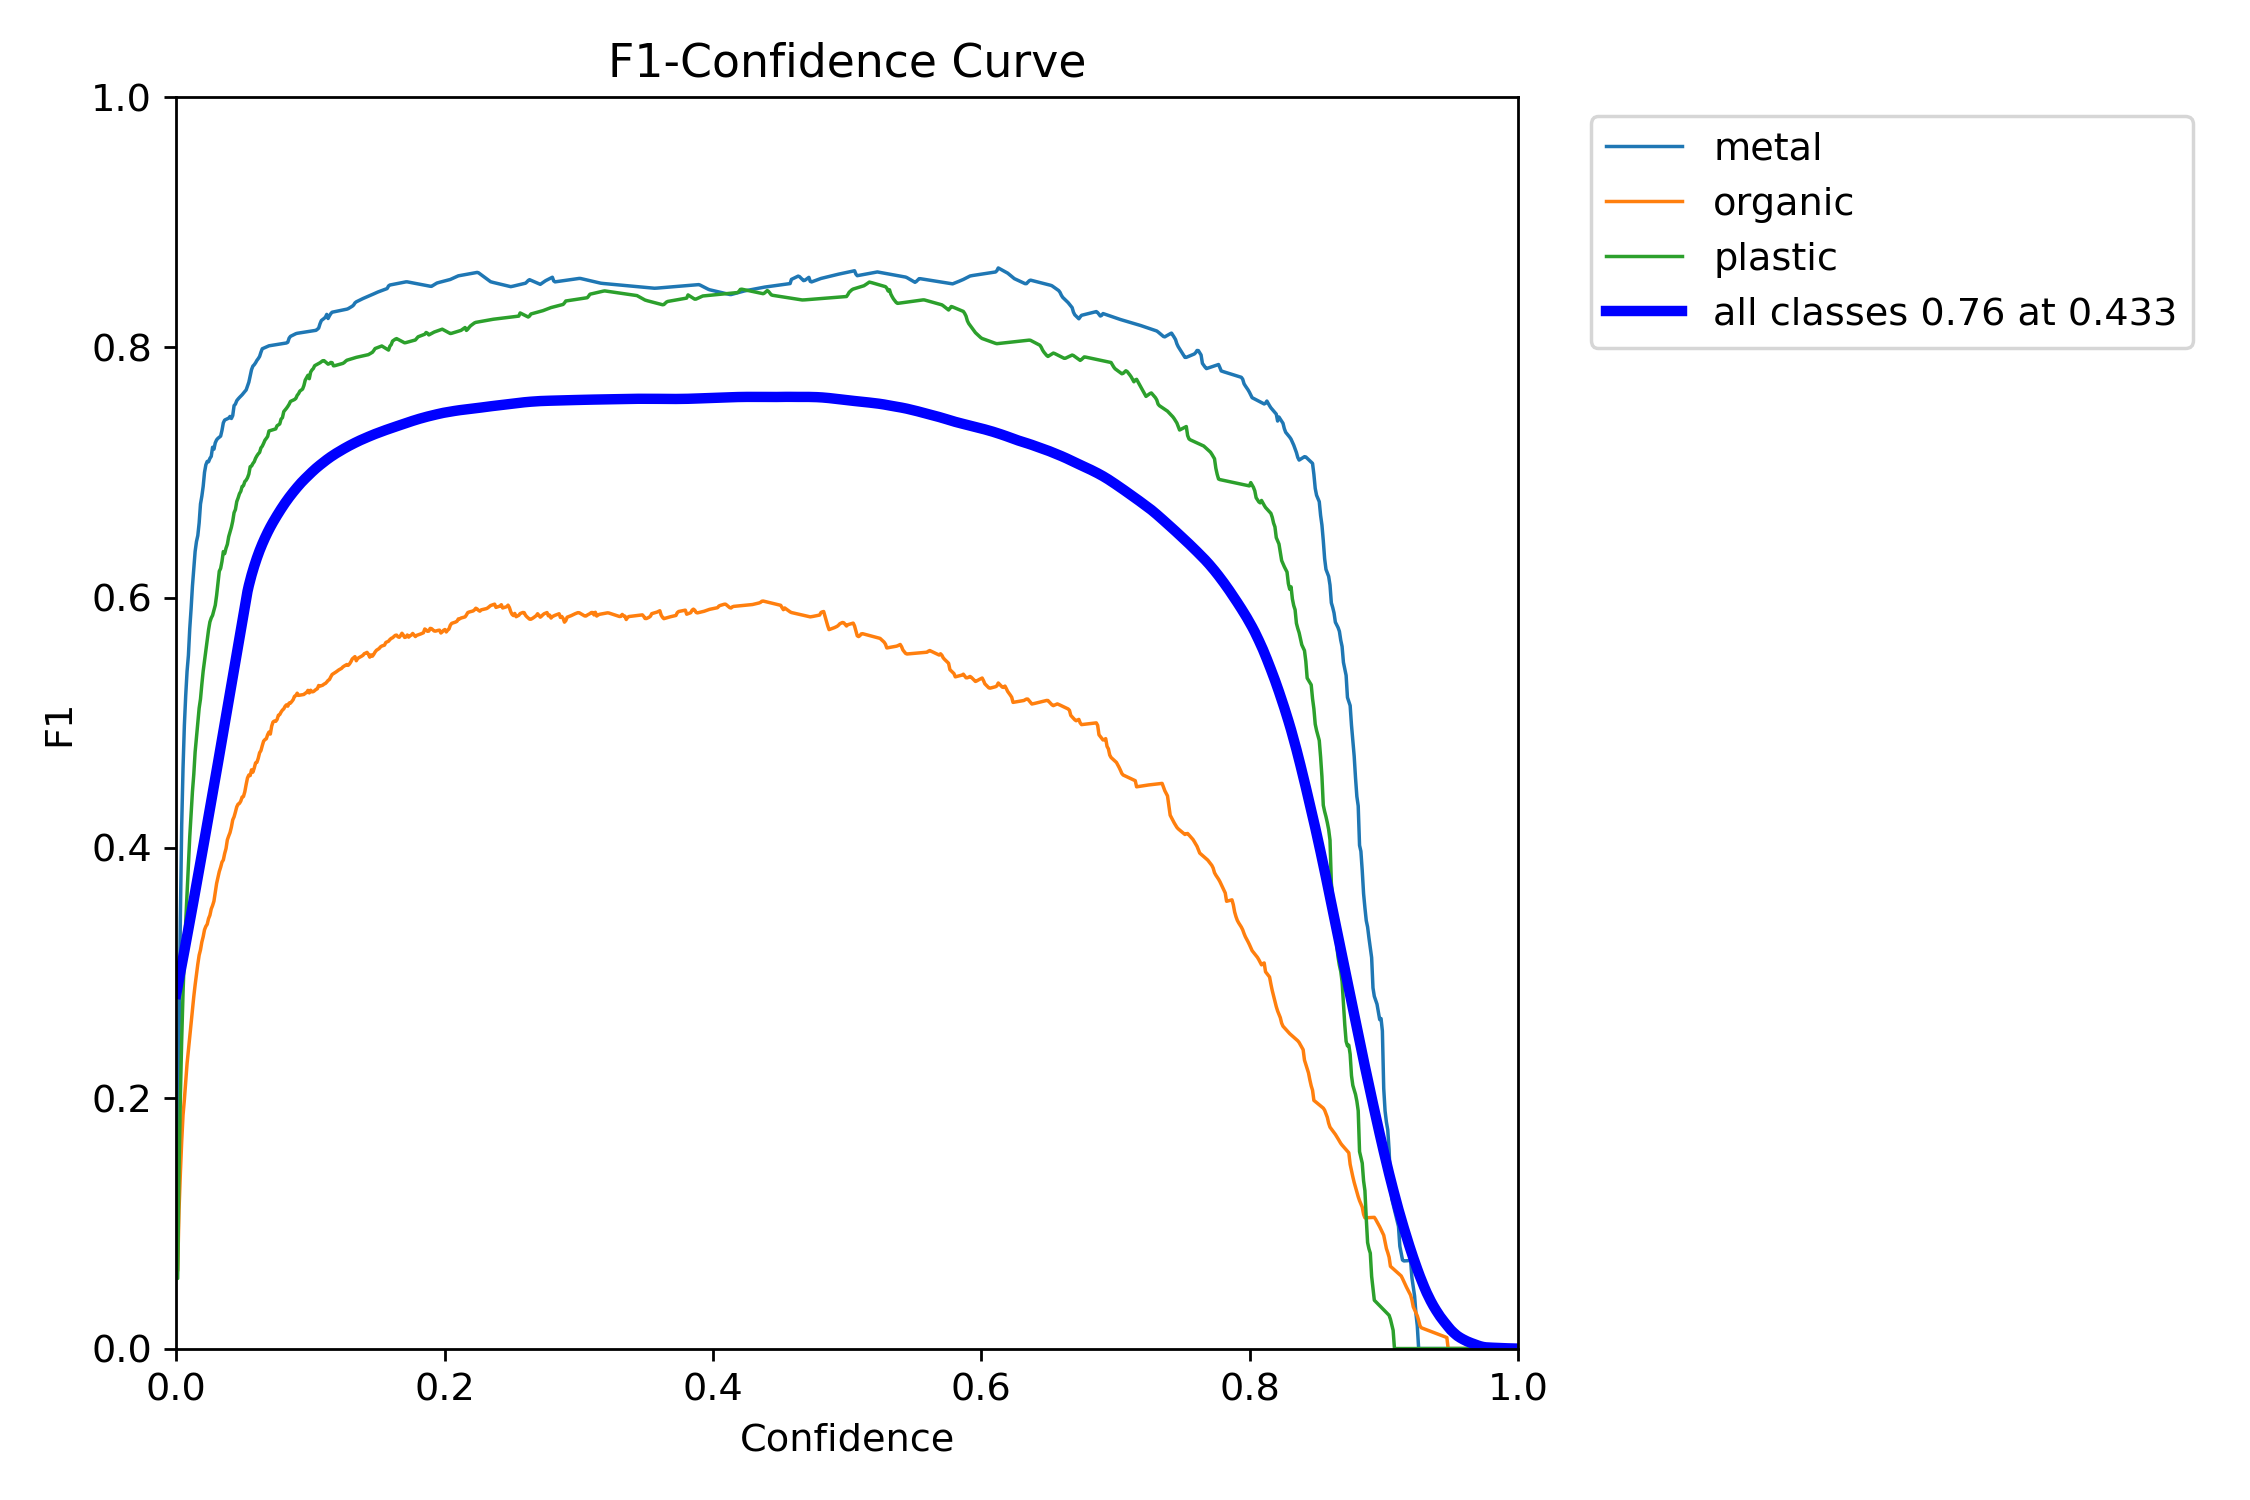 F1-Confidence Curve
1.0
0.8
0.6
0.4
0.2
0.0
F1
0.0 0.2 0.4 0.6 0.8 1.0
Confidence
metal
organic
plastic
all classes 0.76 at 0.433